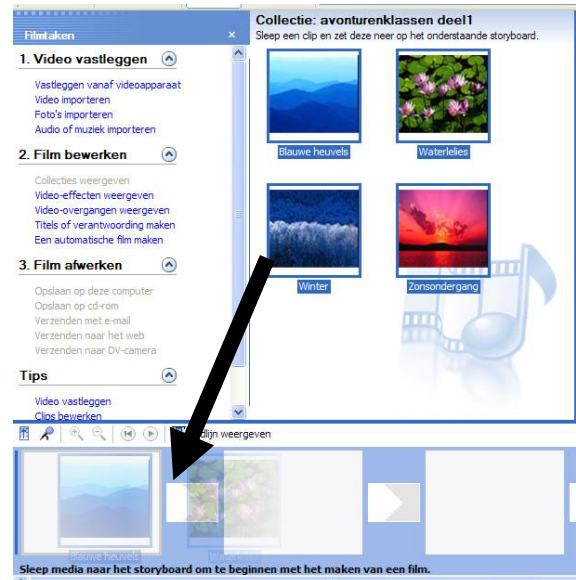 Filmtaken
1. Video vastleggen
Vastleggen vanaf videoapparaat
Video importeren
Foto's importeren
Audio of muziek importeren
2. Film bewerken
Collecties weergeven
Video-effecten weergeven
Video-overgangen weergeven
Titels of verantwoording maken
Een automatische film maken
3. Film afwerken
Opslaan op deze computer
Opslaan op cd-rom
Verzenden met e-mail
Verzenden naar het web
Verzenden naar DV-camera
Tips
Video vastleggen
Clips bewerken
Collectie: avonturenklassen deel1
Sleep een clip en zet deze neer op het onderstaande storyboard.
Blauwe heuvels
Waterlelies
Winter
Zonsondergang
weergeven
Blauwe heuvels
Sleep media naar het storyboard om te beginnen met het maken van een film.